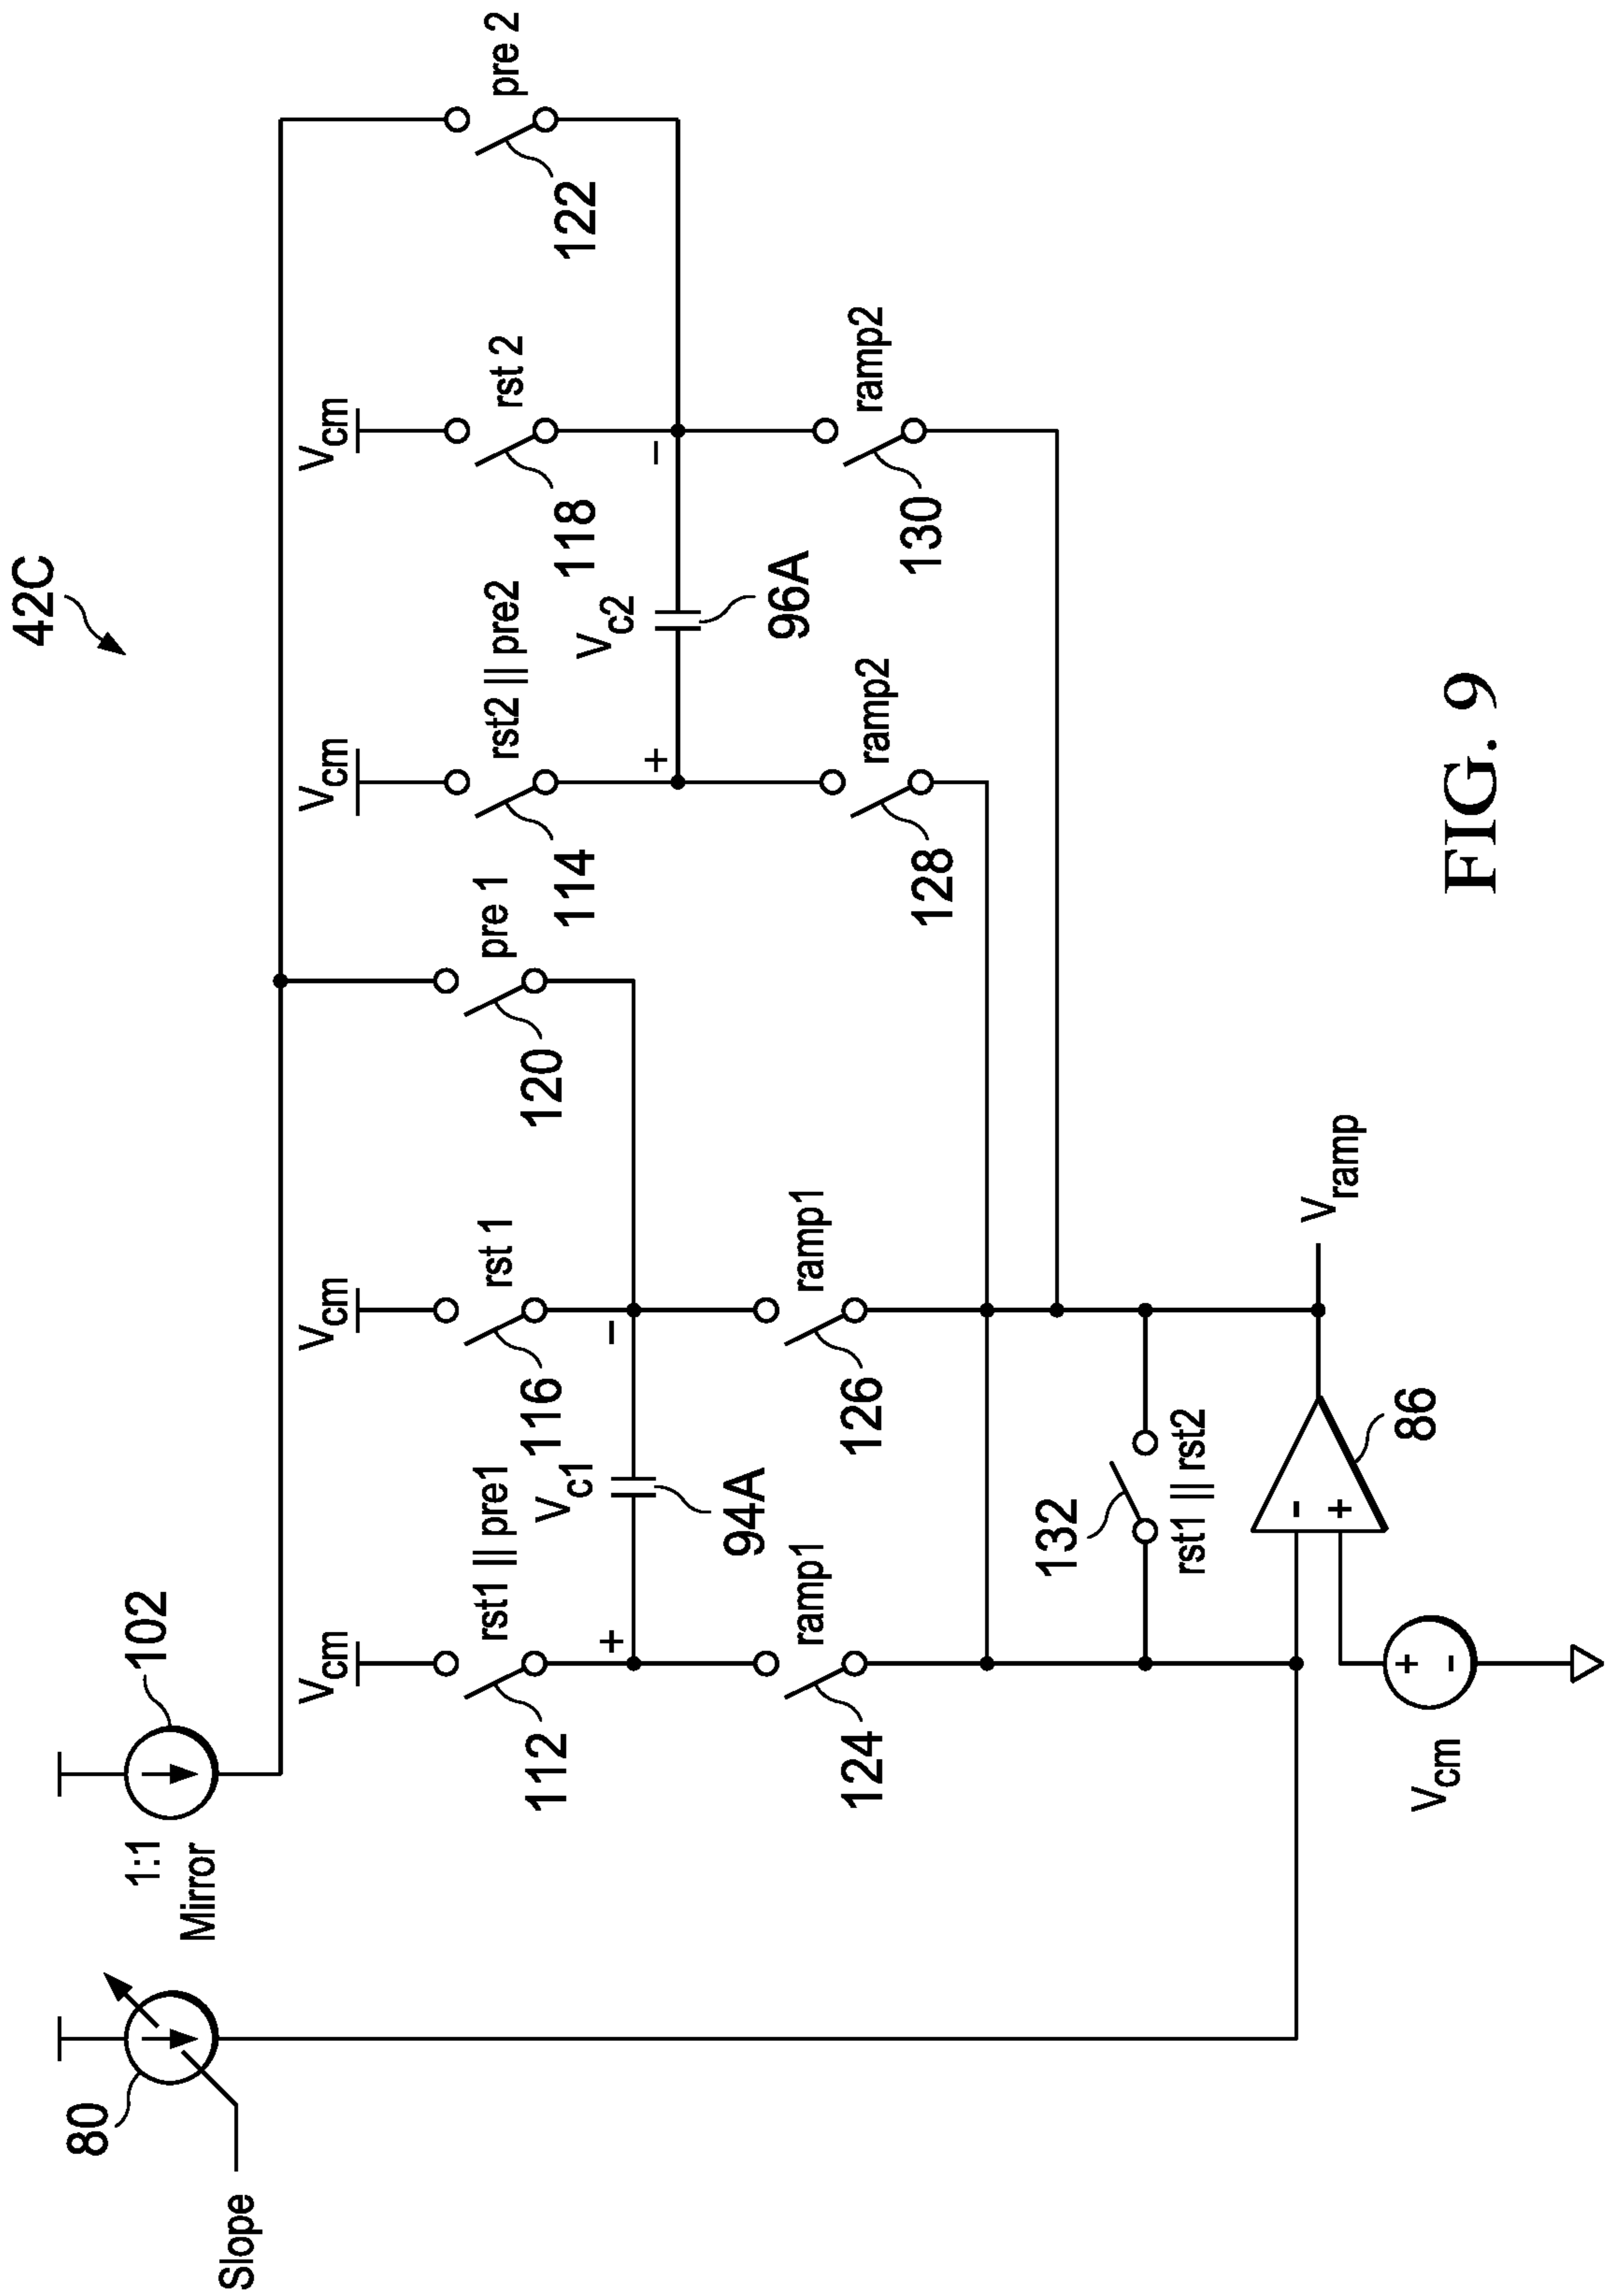 42C
80
Slope
1:1
Mirror
102
Vcm
rst1 || pre1
112
Vcm
rst 1
116
pre 1
120
Vcm
rst2 || pre2
114
Vcm
rst 2
118
pre 2
122
+
Vc1
−
94A
+
Vc2
−
96A
ramp1
124
ramp1
126
ramp2
128
ramp2
130
132
rst1 || rst2
-
+
86
Vramp
Vcm
+
-
FIG. 9